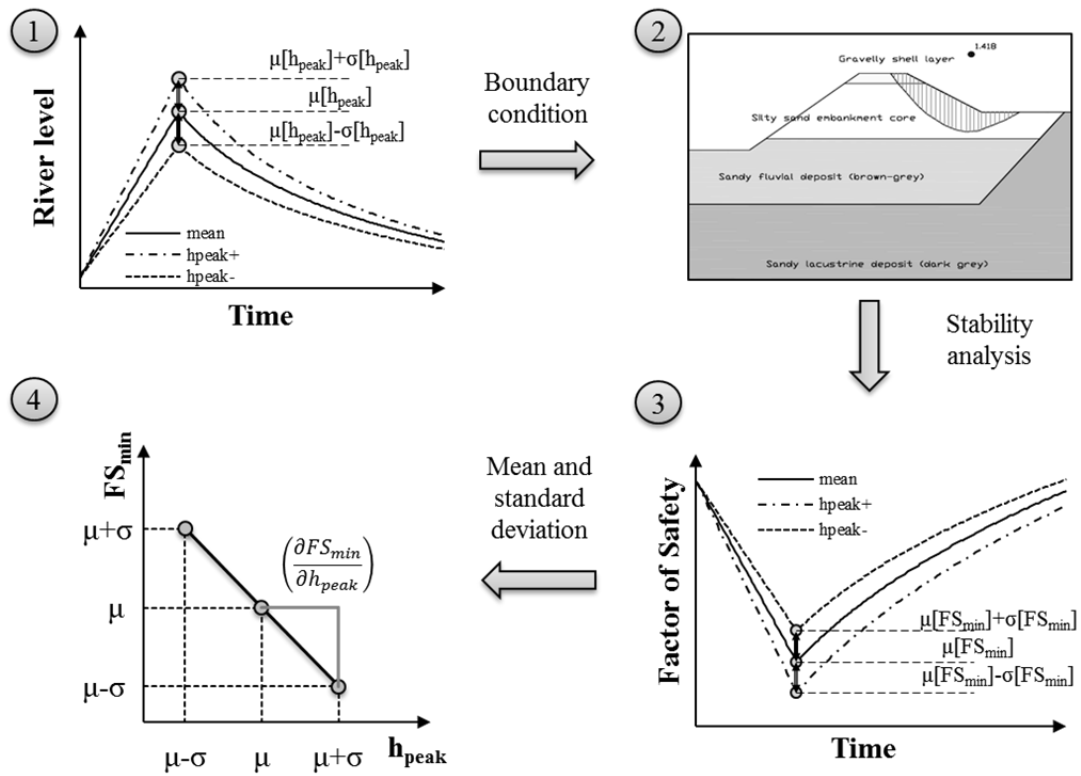 1
River level
μ[hpeak]+σ[hpeak]
μ[hpeak]
μ[hpeak]-σ[hpeak]
mean
hpeak+
hpeak-
Time
Boundary
condition
2
1.418
Gravelly shell layer
Silty sand embankment core
Sandy fluvial deposit (brown-grey)
Sandy lacustrine deposit (dark grey)
Stability
analysis
3
Factor of Safety
mean
hpeak+
hpeak-
μ[FSmin]+σ[FSmin]
μ[FSmin]
μ[FSmin]-σ[FSmin]
Time
Mean and
standard
deviation
4
FSmin
μ+σ
μ
μ-σ
(∂FSmin/∂hpeak)
μ-σ μ μ+σ hpeak